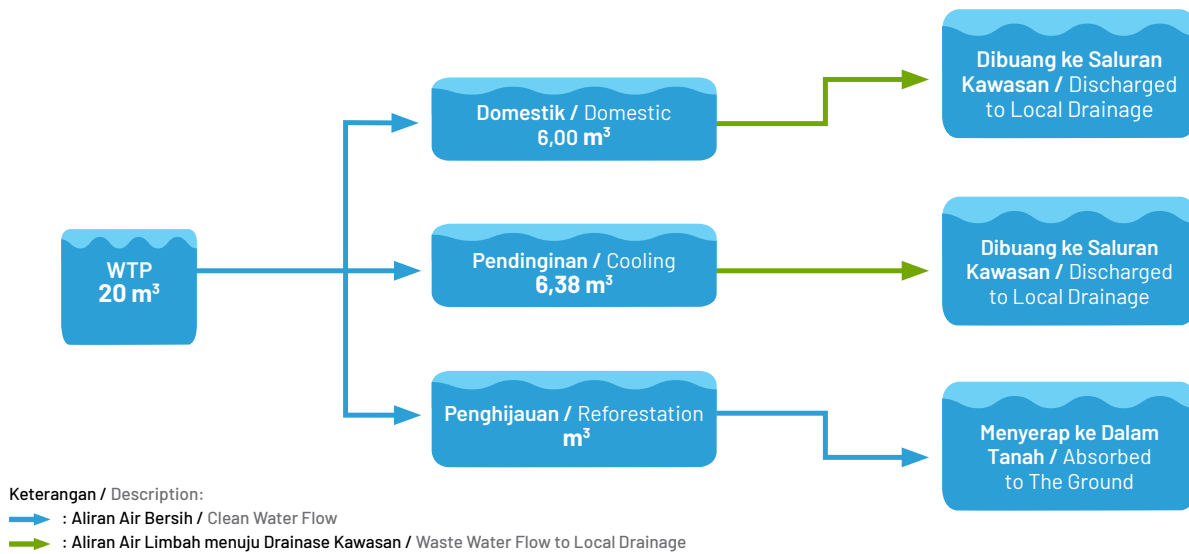 WTP
20 m³
Domestik / Domestic
6,00 m³
Pendinginan / Cooling
6,38 m³
Penghijauan / Reforestation
m³
Dibuang ke Saluran
Kawasan / Discharged
to Local Drainage
Dibuang ke Saluran
Kawasan / Discharged
to Local Drainage
Menyerap ke Dalam
Tanah / Absorbed
to The Ground
Keterangan / Description:
: Aliran Air Bersih / Clean Water Flow
: Aliran Air Limbah menuju Drainase Kawasan / Waste Water Flow to Local Drainage